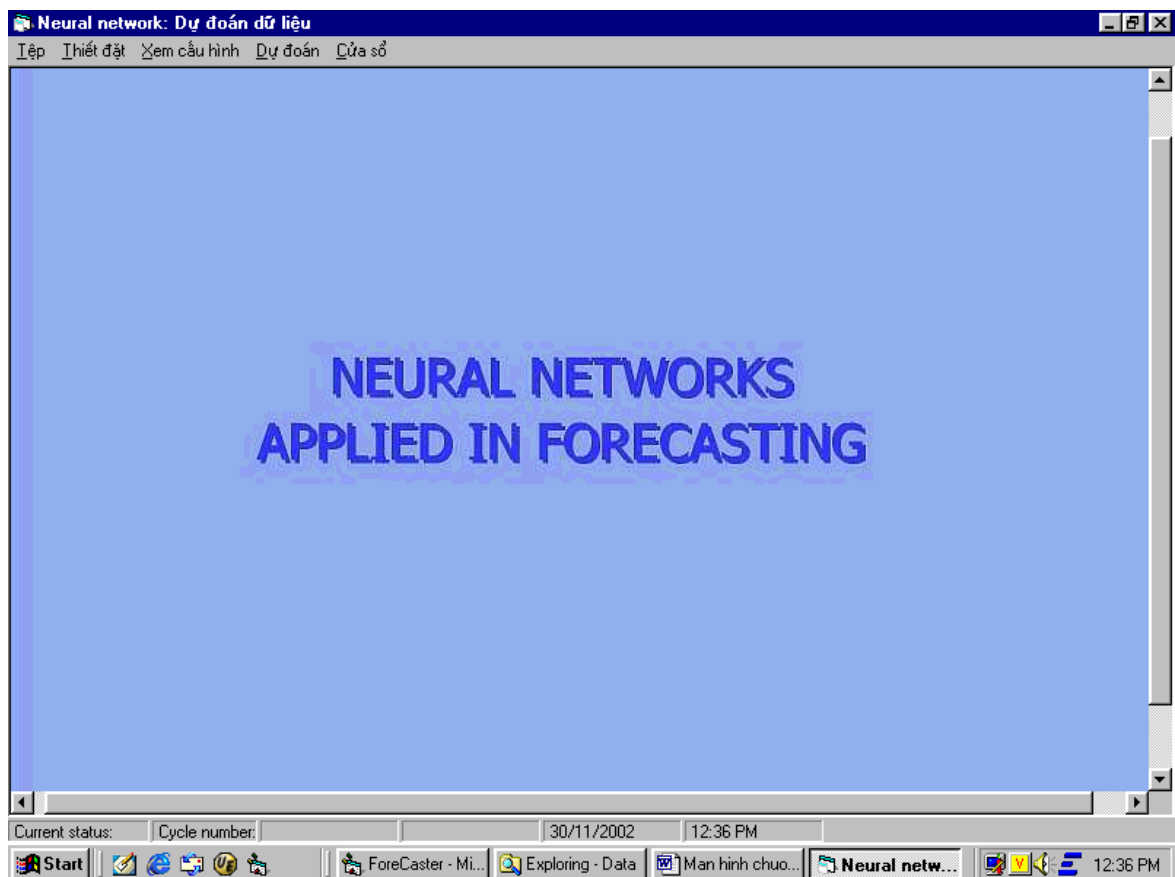 Neural network: Dự đoán dữ liệu
Tệp Thiết đặt Xem cấu hình Dự đoán Cửa sổ
NEURAL NETWORKS
APPLIED IN FORECASTING
Current status: Cycle number: 30/11/2002 12:36 PM
Start ForeCaster - Mi... Exploring - Data Man hinh chuo... Neural netw... V 12:36 PM